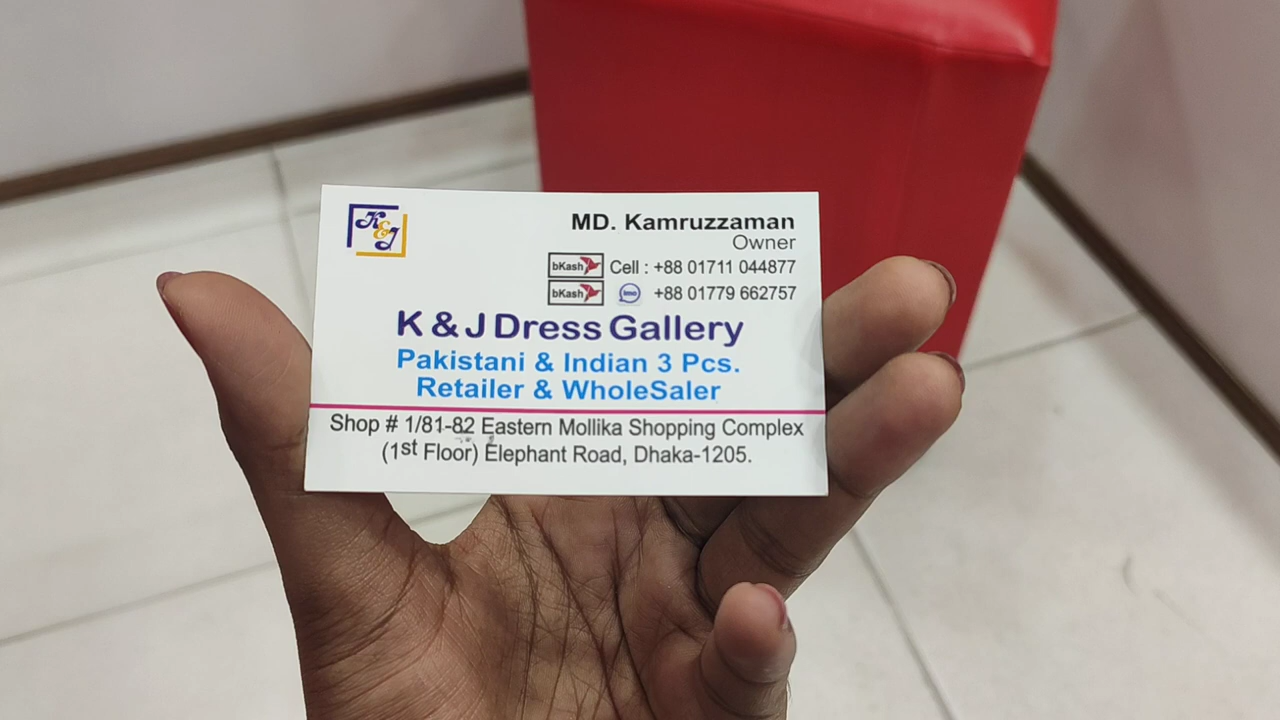 K&J
MD. Kamruzzaman
Owner
bKash Cell : +88 01711 044877
bKash imo +88 01779 662757
K & J Dress Gallery
Pakistani & Indian 3 Pcs.
Retailer & WholeSaler
Shop # 1/81-82 Eastern Mollika Shopping Complex
(1st Floor) Elephant Road, Dhaka-1205.